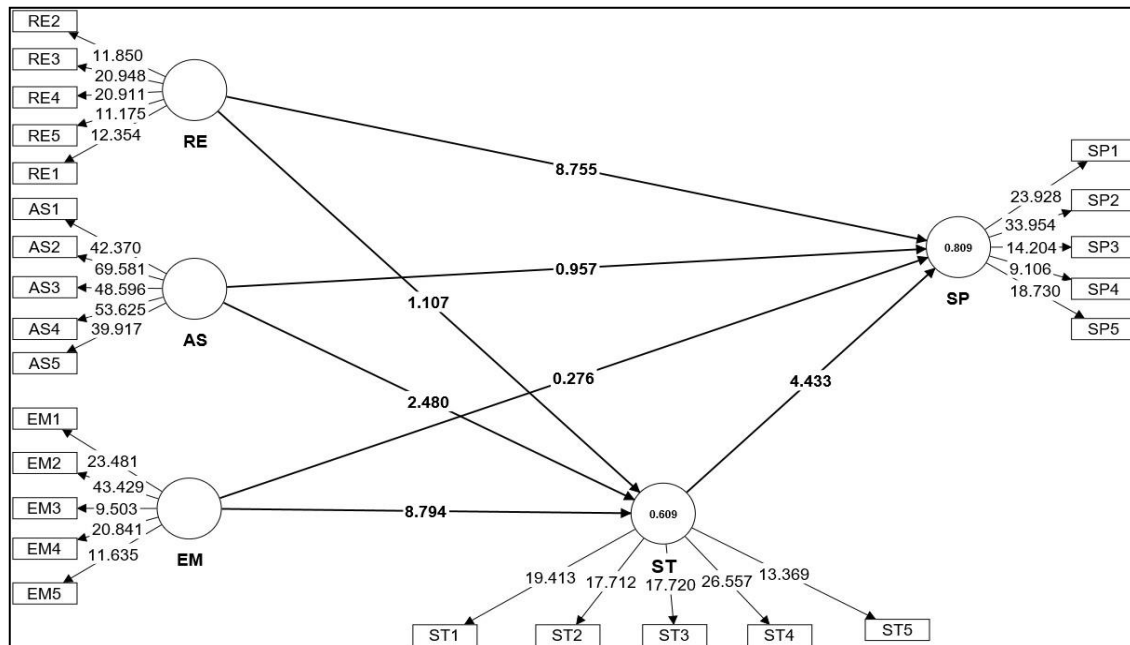 RE2
11.850
RE3
20.948
RE4
20.911
RE5
11.175
12.354
RE1
RE
AS1
42.370
AS2
69.581
AS3
48.596
AS4
53.625
39.917
AS5
AS
EM1
23.481
EM2
43.429
EM3
9.503
EM4
20.841
11.635
EM5
EM
8.755
0.957
1.107
0.276
2.480
4.433
8.794
SP1
23.928
SP2
33.954
0.809
14.204
SP3
9.106
SP4
18.730
SP5
SP
0.609
ST
19.413
17.712
17.720
26.557
13.369
ST1
ST2
ST3
ST4
ST5